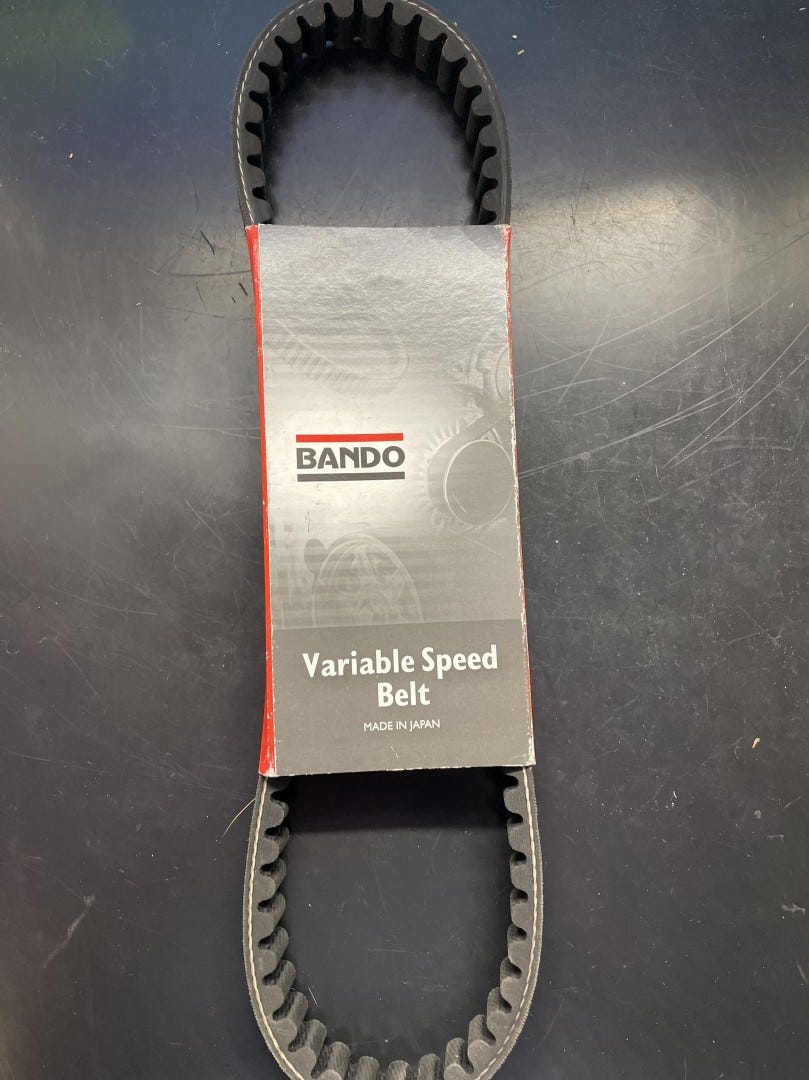 BANDO
Variable Speed
Belt
MADE IN JAPAN